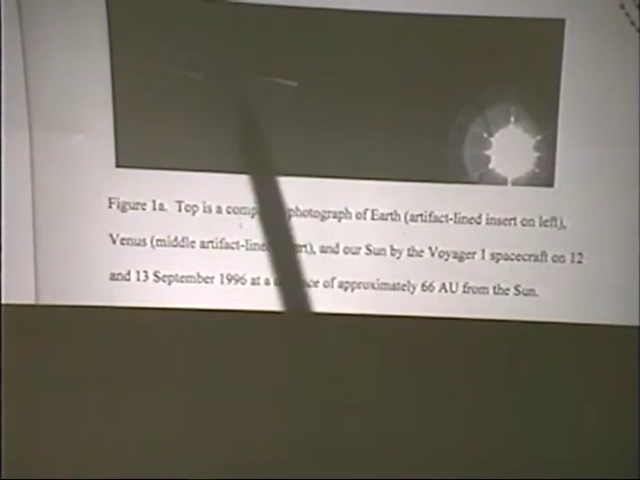 Figure 1a. Top is a comp photograph of Earth (artifact-lined insert on left),
Venus (middle artifact-line ert), and our Sun by the Voyager 1 spacecraft on 12
and 13 September 1996 at a ce of approximately 66 AU from the Sun.